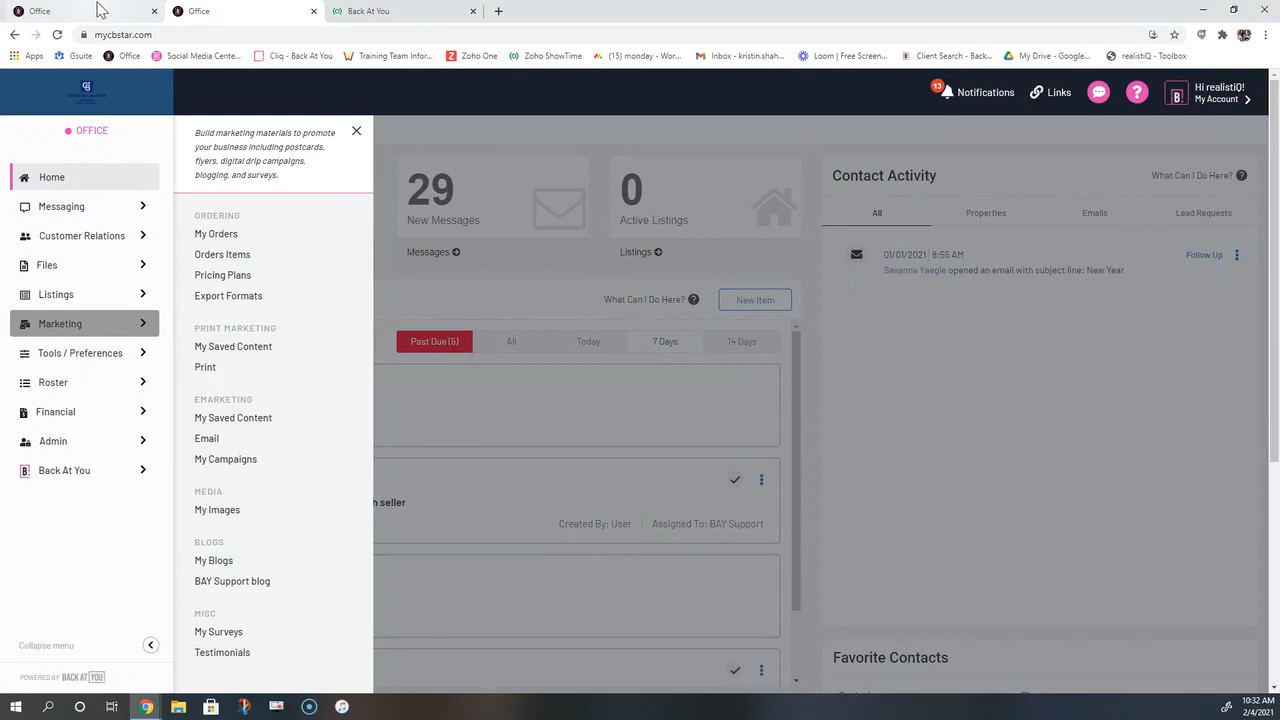 Office
Office
Back At You
mycbstar.com
Apps
Gsuite
Office
Social Media Cente...
Cliq - Back At You
Training Team Infor...
Zoho One
Zoho ShowTime
(15) monday - Wor...
Inbox - kristin.shah...
Loom | Free Screen...
Client Search - Back...
My Drive - Google...
realistiQ - Toolbox
13
Notifications
Links
Hi realistiQ!
My Account
OFFICE
Home
Messaging
Customer Relations
Files
Listings
Marketing
Tools / Preferences
Roster
Financial
Admin
Back At You
Collapse menu
POWERED BY BACK AT YOU
Build marketing materials to promote
your business including postcards,
flyers, digital drip campaigns,
blogging, and surveys.
ORDERING
My Orders
Orders Items
Pricing Plans
Export Formats
PRINT MARKETING
My Saved Content
Print
EMARKETING
My Saved Content
Email
My Campaigns
MEDIA
My Images
BLOGS
My Blogs
BAY Support blog
MISC
My Surveys
Testimonials
29
New Messages
Messages
0
Active Listings
Listings
What Can I Do Here?
New Item
Past Due (5)
All
Today
7 Days
14 Days
h seller
Created By: User
Assigned To: BAY Support
Contact Activity
What Can I Do Here?
All
Properties
Emails
Lead Requests
01/01/2021 | 8:55 AM
Savanna Yaegle opened an email with subject line: New Year
Follow Up
Favorite Contacts
10:32 AM
2/4/2021